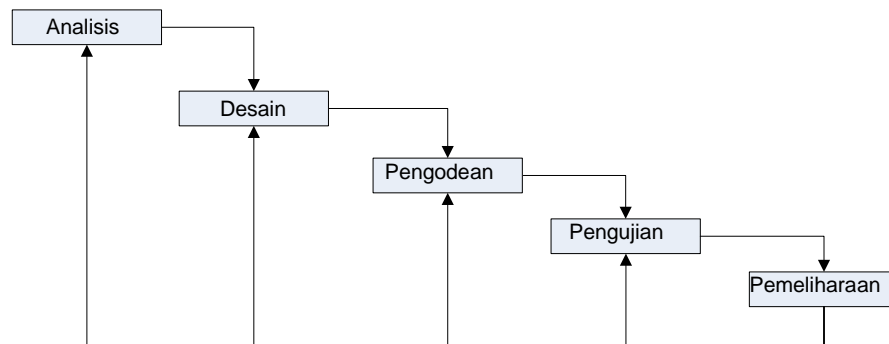 Analisis
Desain
Pengodean
Pengujian
Pemeliharaan